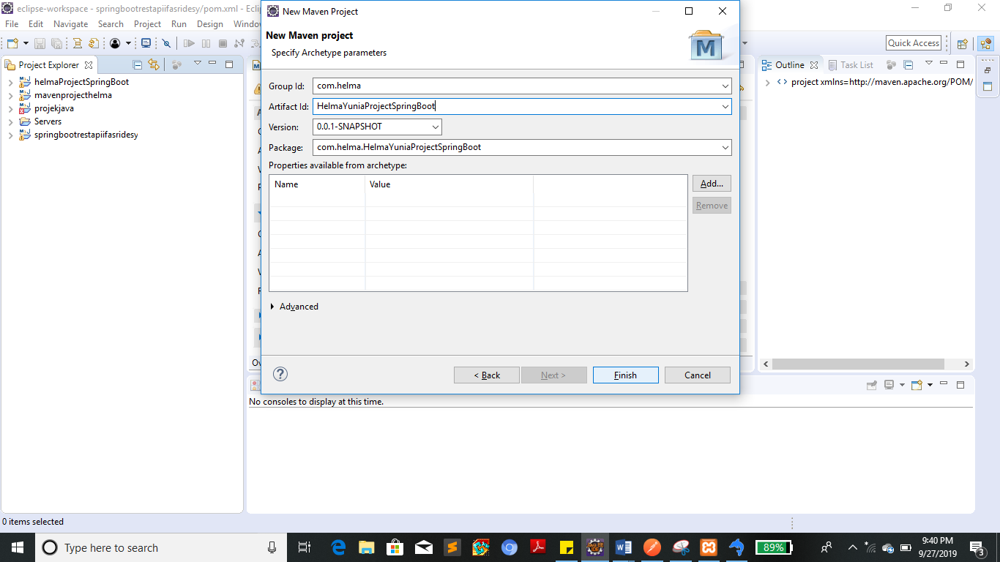 eclipse-workspace - springbootrestapiifasridesy/pom.xml - Ecli
File Edit Navigate Search Project Run Design Window
Quick Access
Project Explorer
helmaProjectSpringBoot
mavenprojecthelma
projekjava
Servers
springbootrestapiifasridesy
New Maven Project
New Maven project
Specify Archetype parameters
M
Group Id: com.helma
Artifact Id: HelmaYuniaProjectSpringBoot
Version: 0.0.1-SNAPSHOT
Package: com.helma.HelmaYuniaProjectSpringBoot
Properties available from archetype:
Name Value
Add...
Remove
Advanced
< Back Next > Finish Cancel
Outline Task List
project xmlns=http://maven.apache.org/POM/
Ov
No consoles to display at this time.
0 items selected
Type here to search
89%
9:40 PM
9/27/2019
3